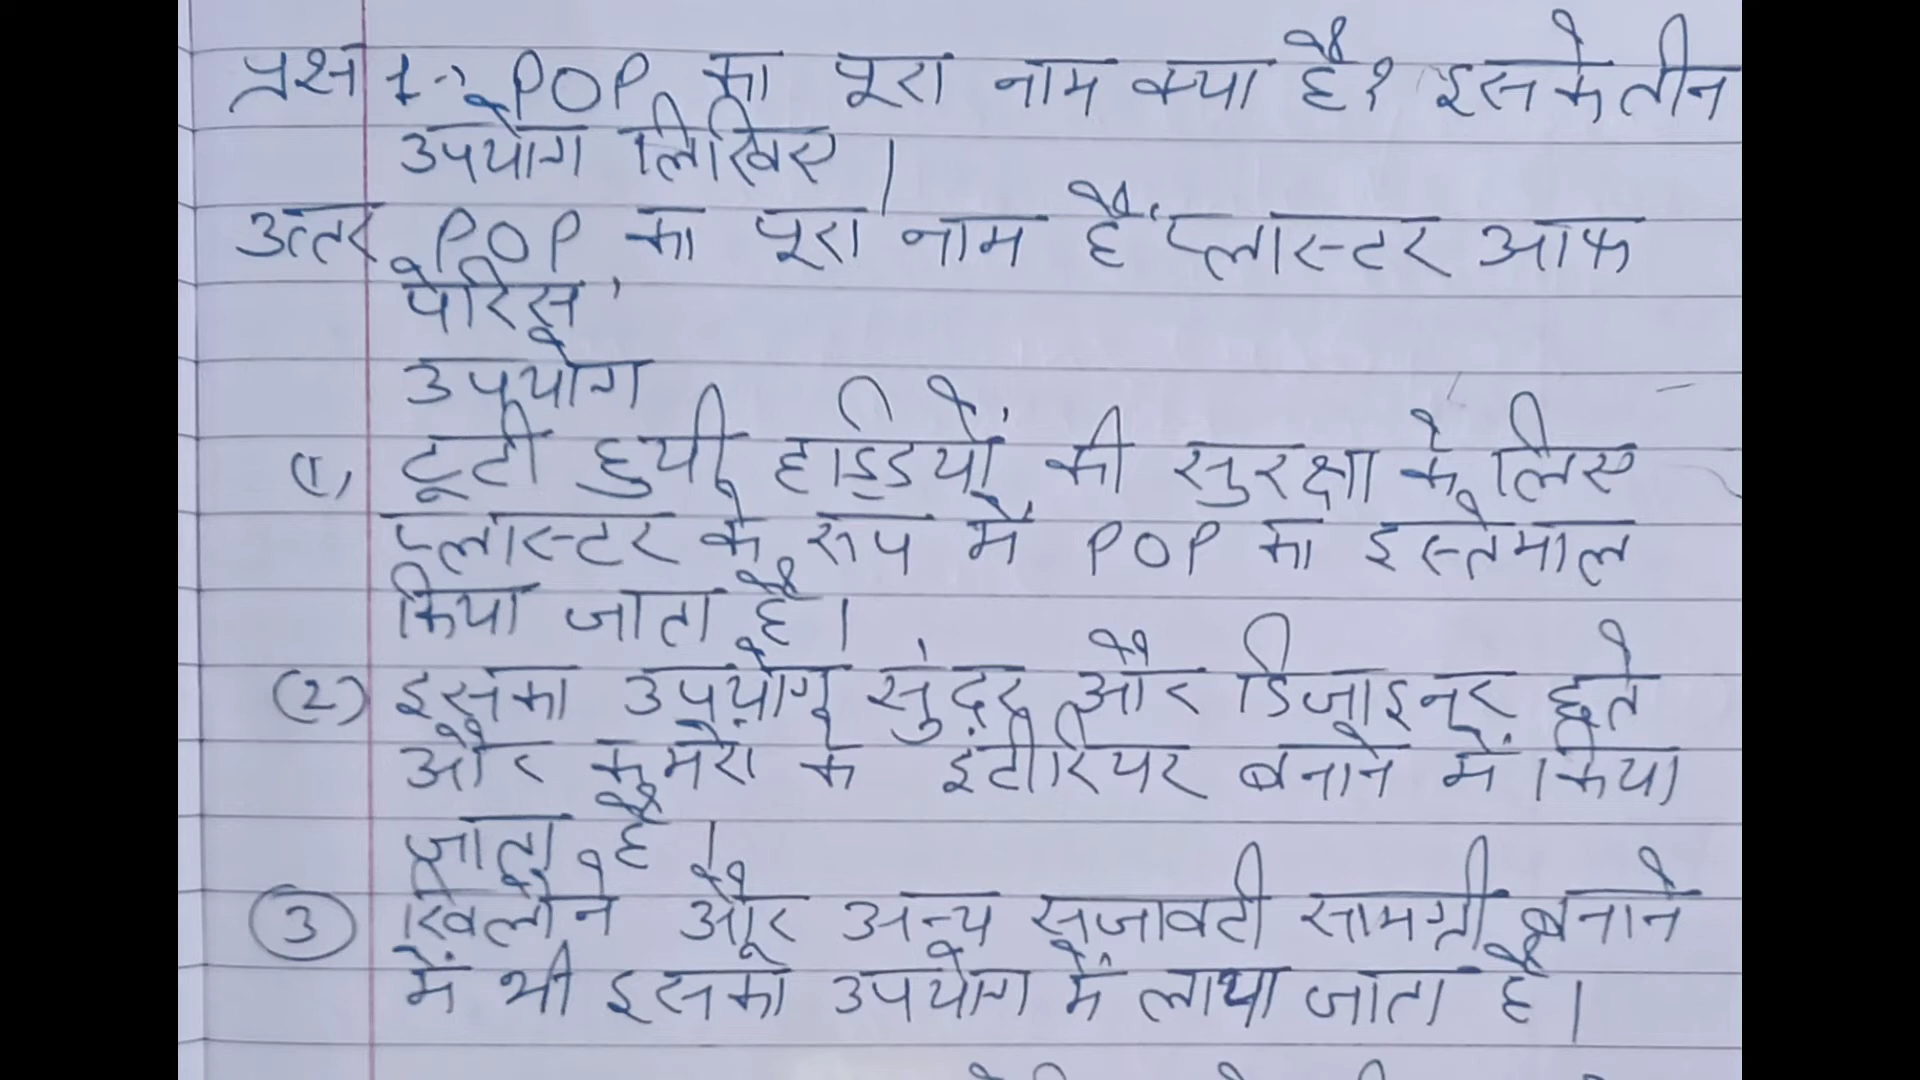 प्रश्न 1-> POP का पूरा नाम क्या है? इसके तीन
उपयोग लिखिए।
उत्तर POP का पूरा नाम है 'प्लास्टर आफ
पेरिस'
उपयोग
(1) टूटी हुयी हड्डियों की सुरक्षा के लिए
प्लास्टर के रूप में POP का इस्तेमाल
किया जाता है।
(2) इसका उपयोग सुंदर और डिजाइनर छते
और कमरो के इंटीरियर बनाने में किया
जाता है।
3 खिलौने और अन्य सजावटी सामग्री बनाने
में भी इसका उपयोग में लाया जाता है।